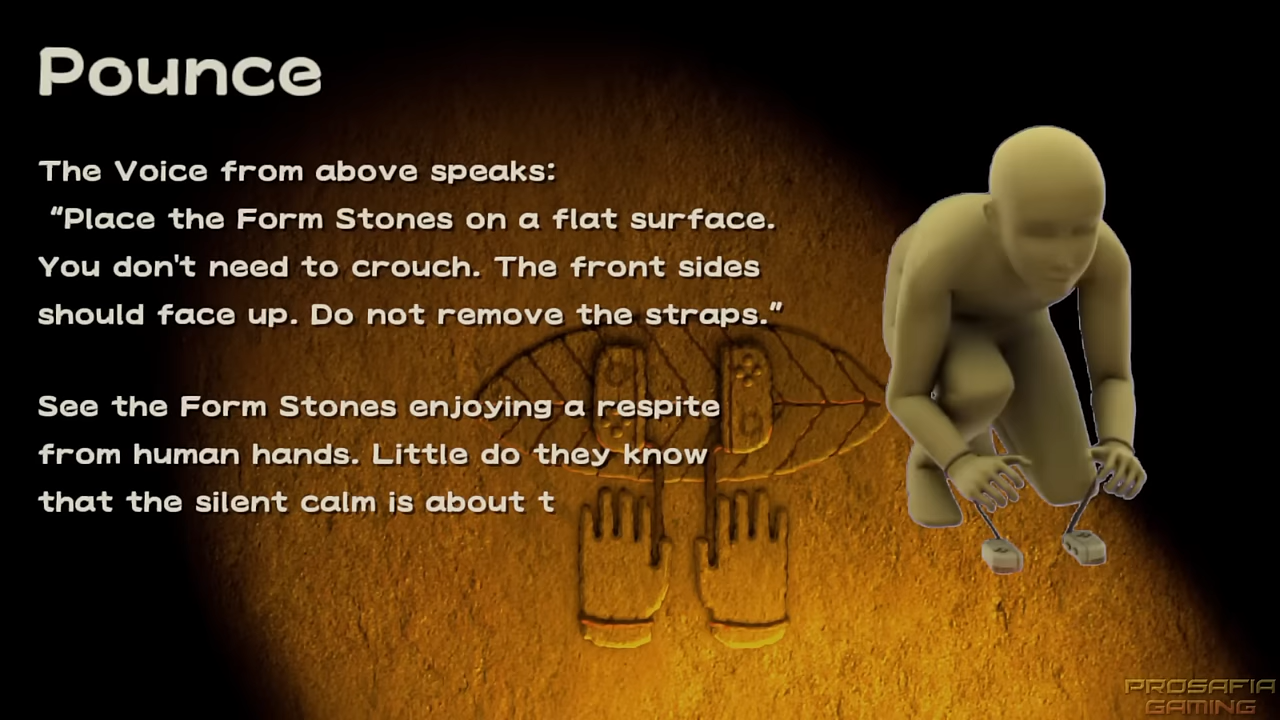 Pounce
The Voice from above speaks:
“Place the Form Stones on a flat surface.
You don't need to crouch. The front sides
should face up. Do not remove the straps.”
See the Form Stones enjoying a respite
from human hands. Little do they know
that the silent calm is about t
PROSAFIA
GAMING